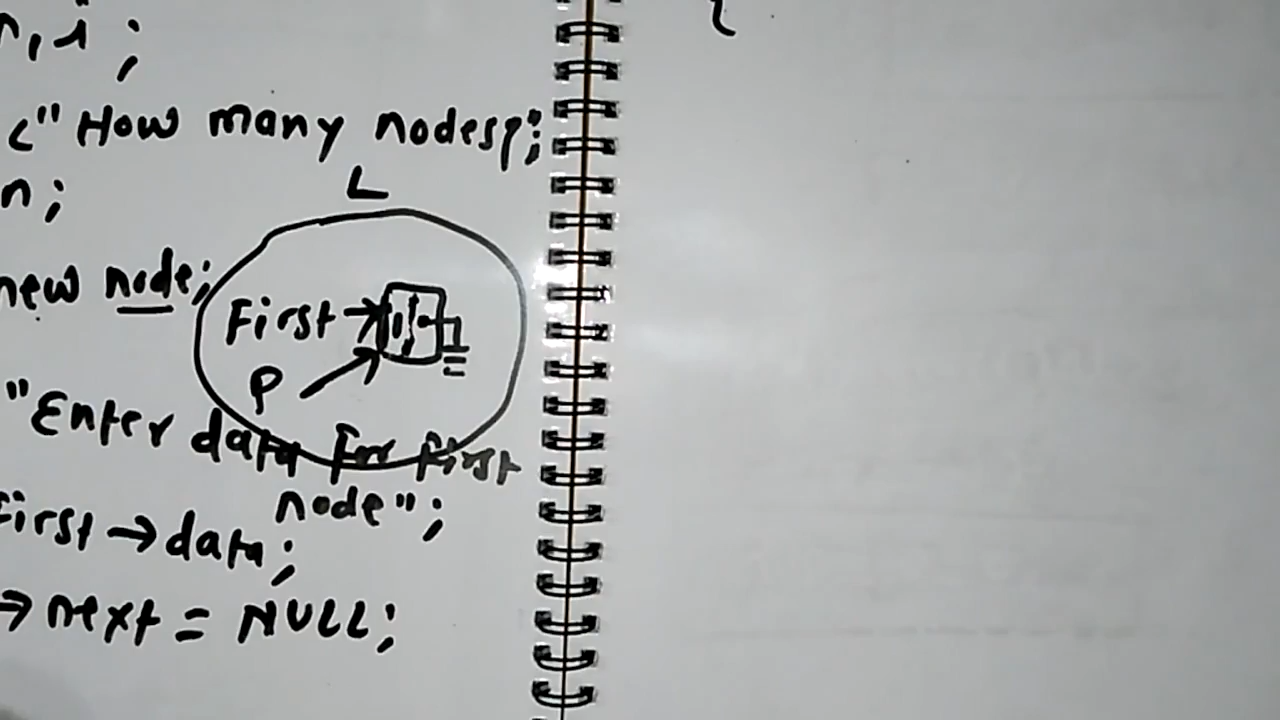 n, i;
<"How many nodes?;
n;
L
new node;
First →
P
"Enter data for first
node";
First → data;
→ next = NULL;
{